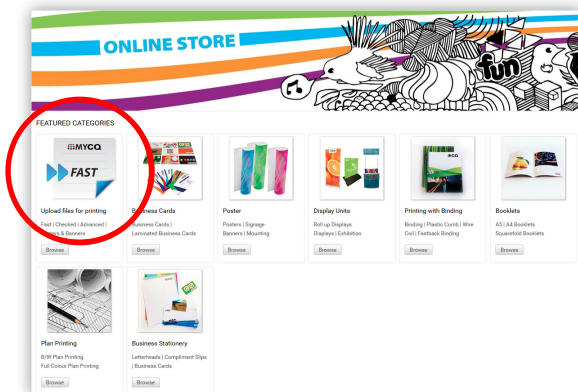 ONLINE STORE
fun
FEATURED CATEGORIES
MYCQ
FAST
Upload files for printing
Fast | Checked | Advanced |
& Banners
Browse
Business Cards
Business Cards |
Laminated Business Cards
Browse
Poster
Posters | Signage
Banners | Mounting
Browse
Display Units
Roll up Displays
Displays | Exhibition
Browse
Printing with Binding
Binding | Plastic Comb | Wire
Coil | Fastback Binding
Browse
Booklets
A5 | A4 Booklets
Squarefold Booklets
Browse
Plan Printing
B/W Plan Printing
Full Colour Plan Printing
Browse
Business Stationery
Letterheads | Compliment Slips
| Business Cards
Browse